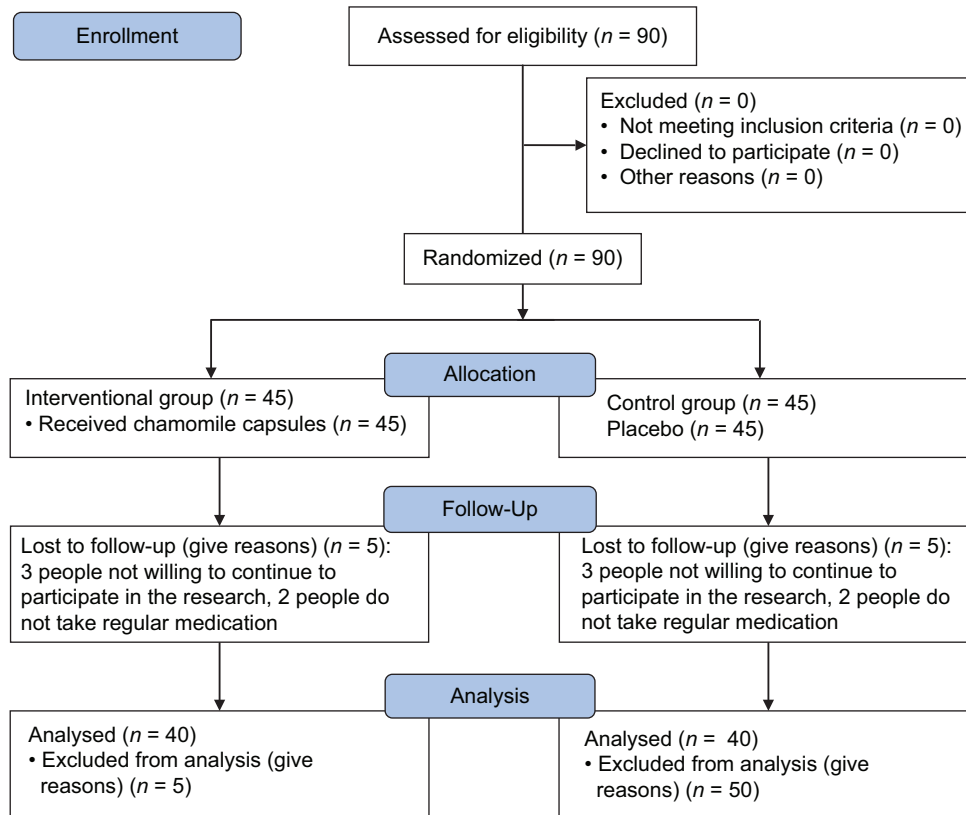 Enrollment
Assessed for eligibility (n = 90)
Excluded (n = 0)
• Not meeting inclusion criteria (n = 0)
• Declined to participate (n = 0)
• Other reasons (n = 0)
Randomized (n = 90)
Allocation
Interventional group (n = 45)
• Received chamomile capsules (n = 45)
Control group (n = 45)
Placebo (n = 45)
Follow-Up
Lost to follow-up (give reasons) (n = 5):
3 people not willing to continue to
participate in the research, 2 people do
not take regular medication
Lost to follow-up (give reasons) (n = 5):
3 people not willing to continue to
participate in the research, 2 people do
not take regular medication
Analysis
Analysed (n = 40)
• Excluded from analysis (give
reasons) (n = 5)
Analysed (n = 40)
• Excluded from analysis (give
reasons) (n = 50)